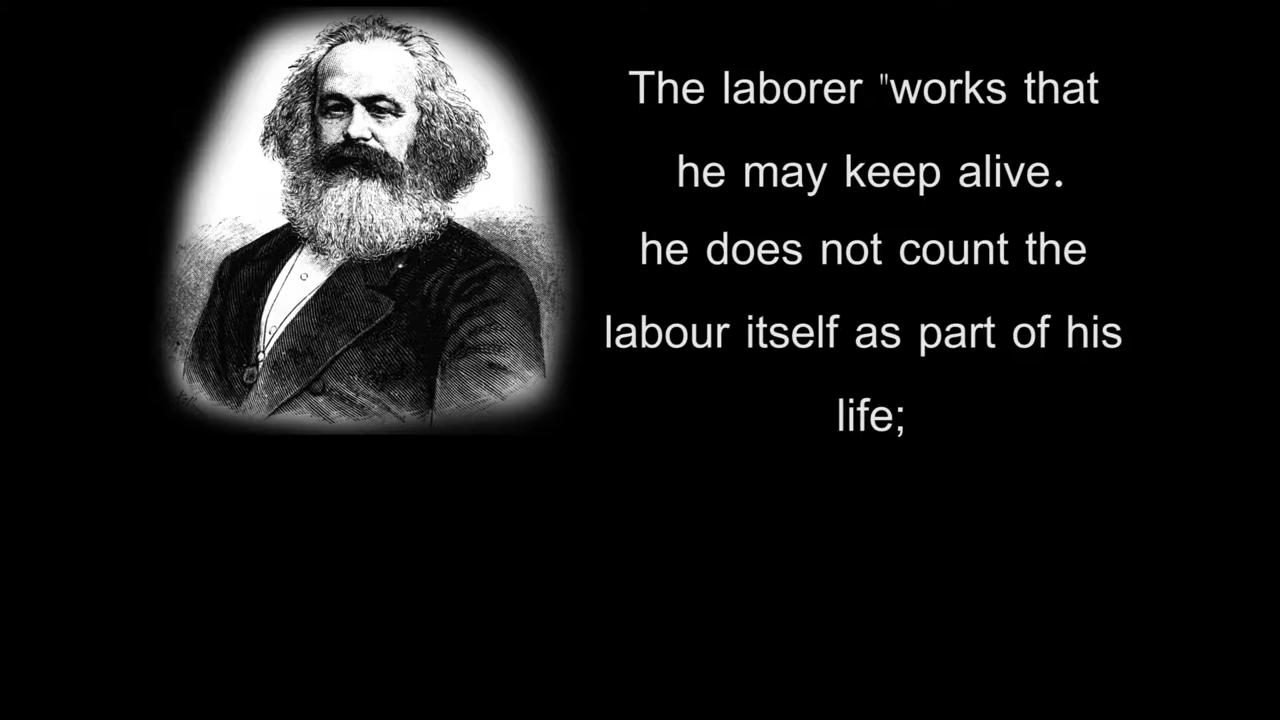 The laborer "works that
he may keep alive.
he does not count the
labour itself as part of his
life;